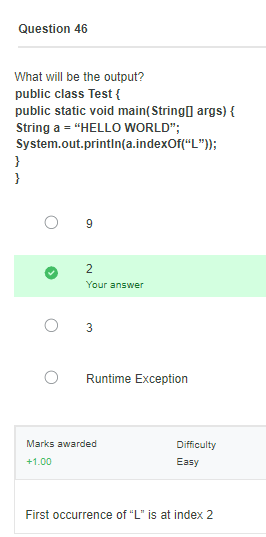 Question 46
What will be the output?
public class Test {
public static void main(String[] args) {
String a = “HELLO WORLD”;
System.out.println(a.indexOf(“L”));
}
}
9
2
Your answer
3
Runtime Exception
Marks awarded
Difficulty
+1.00
Easy
First occurrence of “L” is at index 2